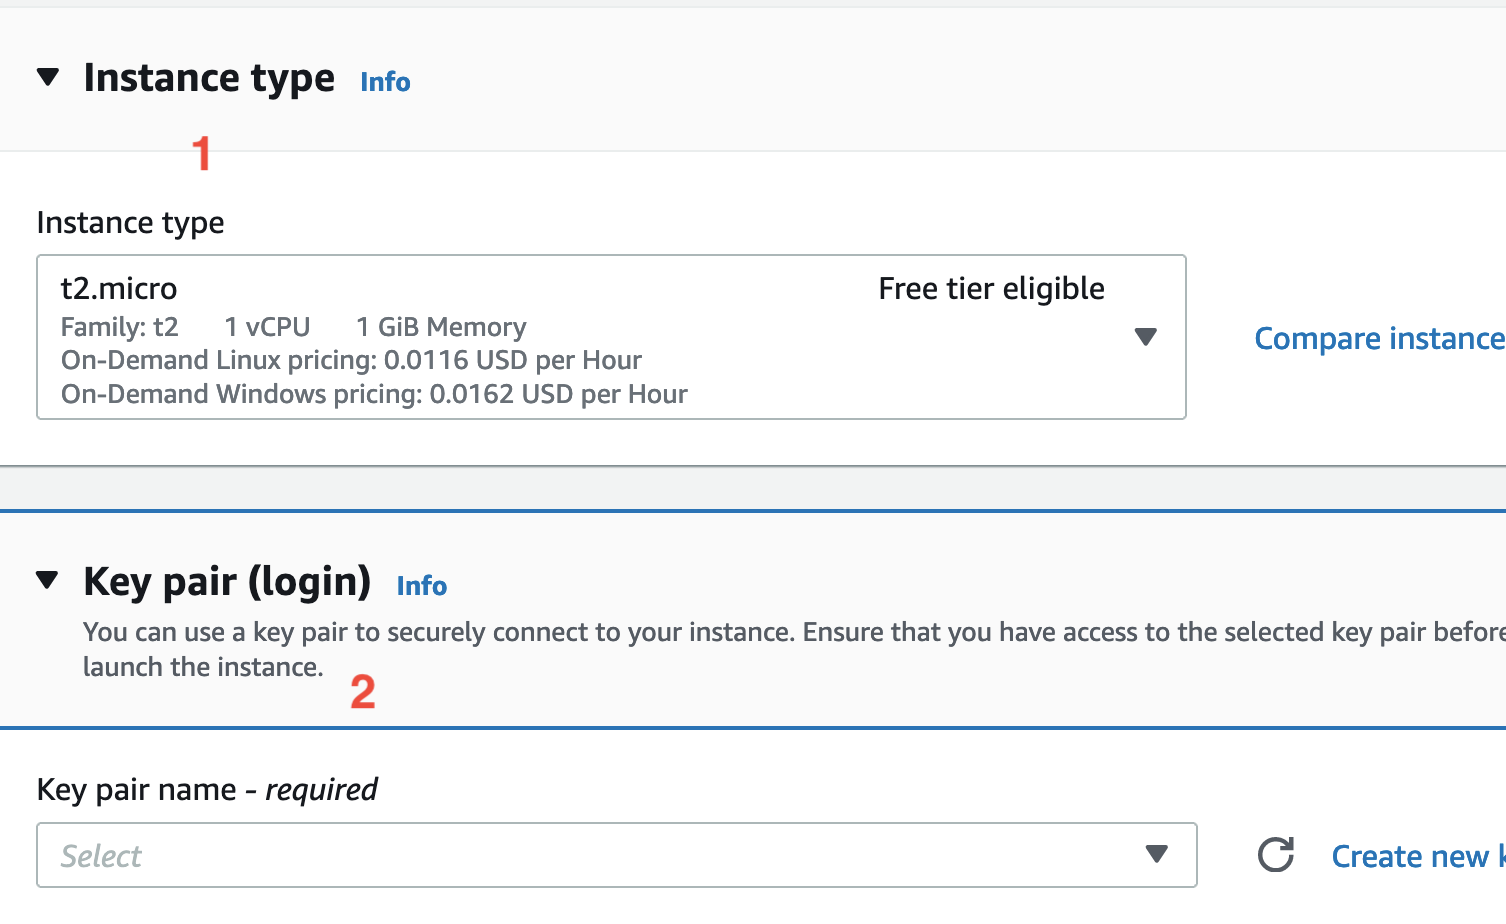 Instance type Info
1
Instance type
t2.micro Free tier eligible
Family: t2 1 vCPU 1 GiB Memory
On-Demand Linux pricing: 0.0116 USD per Hour
On-Demand Windows pricing: 0.0162 USD per Hour
Compare instance
Key pair (login) Info
You can use a key pair to securely connect to your instance. Ensure that you have access to the selected key pair before
launch the instance.
2
Key pair name - required
Select
Create new k